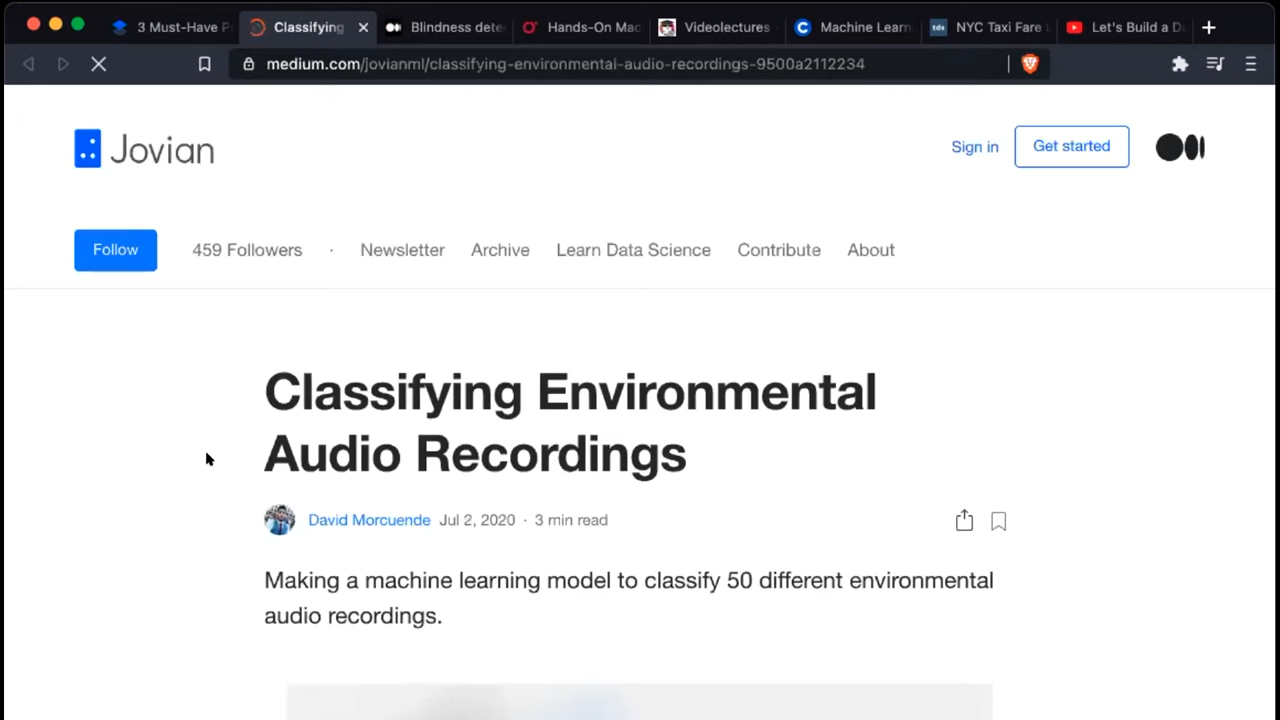 3 Must-Have P
Classifying
Blindness dete
Hands-On Mac
Videolectures
Machine Learn
NYC Taxi Fare
Let's Build a D
medium.com/jovianml/classifying-environmental-audio-recordings-9500a2112234
Jovian
Sign in
Get started
Follow
459 Followers
·
Newsletter
Archive
Learn Data Science
Contribute
About
Classifying Environmental
Audio Recordings
David Morcuende Jul 2, 2020 · 3 min read
Making a machine learning model to classify 50 different environmental
audio recordings.